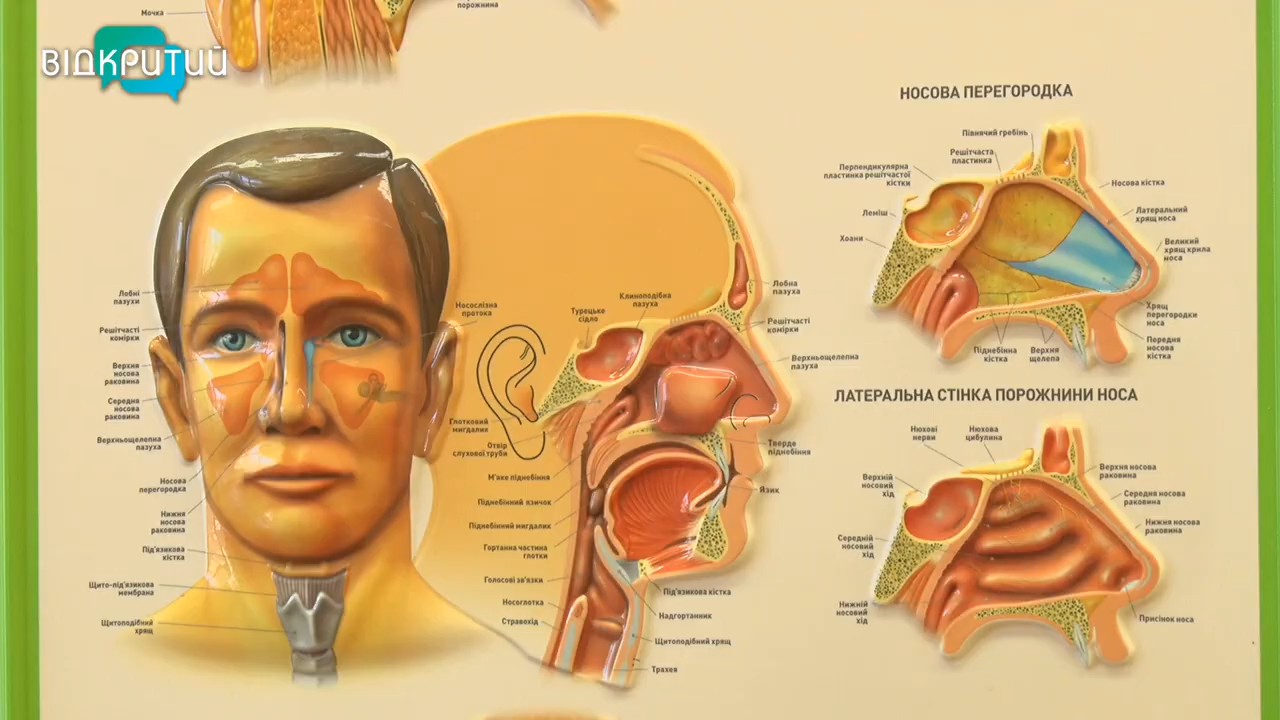 Мочка
порожнина
ВІДКРИТИЙ
Лобні
пазухи
Решітчасті
комірки
Верхня
носова
раковина
Середня
носова
раковина
Верхньощелепна
пазуха
Носова
перегородка
Нижня
носова
раковина
Під'язикова
кістка
Щито-під'язикова
мембрана
Щитоподібний
хрящ
Носослізна
протока
Турецьке
сідло
Клиноподібна
пазуха
Лобна
пазуха
Решітчасті
комірки
Верхньощелепна
пазуха
Глотковий
мигдалик
Отвір
слухової труби
М'яке піднебіння
Піднебінний язичок
Піднебінний мигдалик
Гортанна частина
глотки
Голосові зв'язки
Носоглотка
Стравохід
Тверде
піднебіння
Язик
Під'язикова кістка
Надгортанник
Щитоподібний хрящ
Трахея
НОСОВА ПЕРЕГОРОДКА
Півнячий гребінь
Решітчаста
пластинка
Перпендикулярна
пластинка решітчастої
кістки
Леміш
Хоани
Носова кістка
Латеральний
хрящ носа
Великий
хрящ крила
носа
Хрящ
перегородки
носа
Передня
носова
кістка
Піднебінна
кістка
Верхня
щелепа
ЛАТЕРАЛЬНА СТІНКА ПОРОЖНИНИ НОСА
Нюхові
нерви
Нюхова
цибулина
Верхній
носовий
хід
Середній
носовий
хід
Нижній
носовий
хід
Верхня носова
раковина
Середня носова
раковина
Нижня носова
раковина
Присінок носа